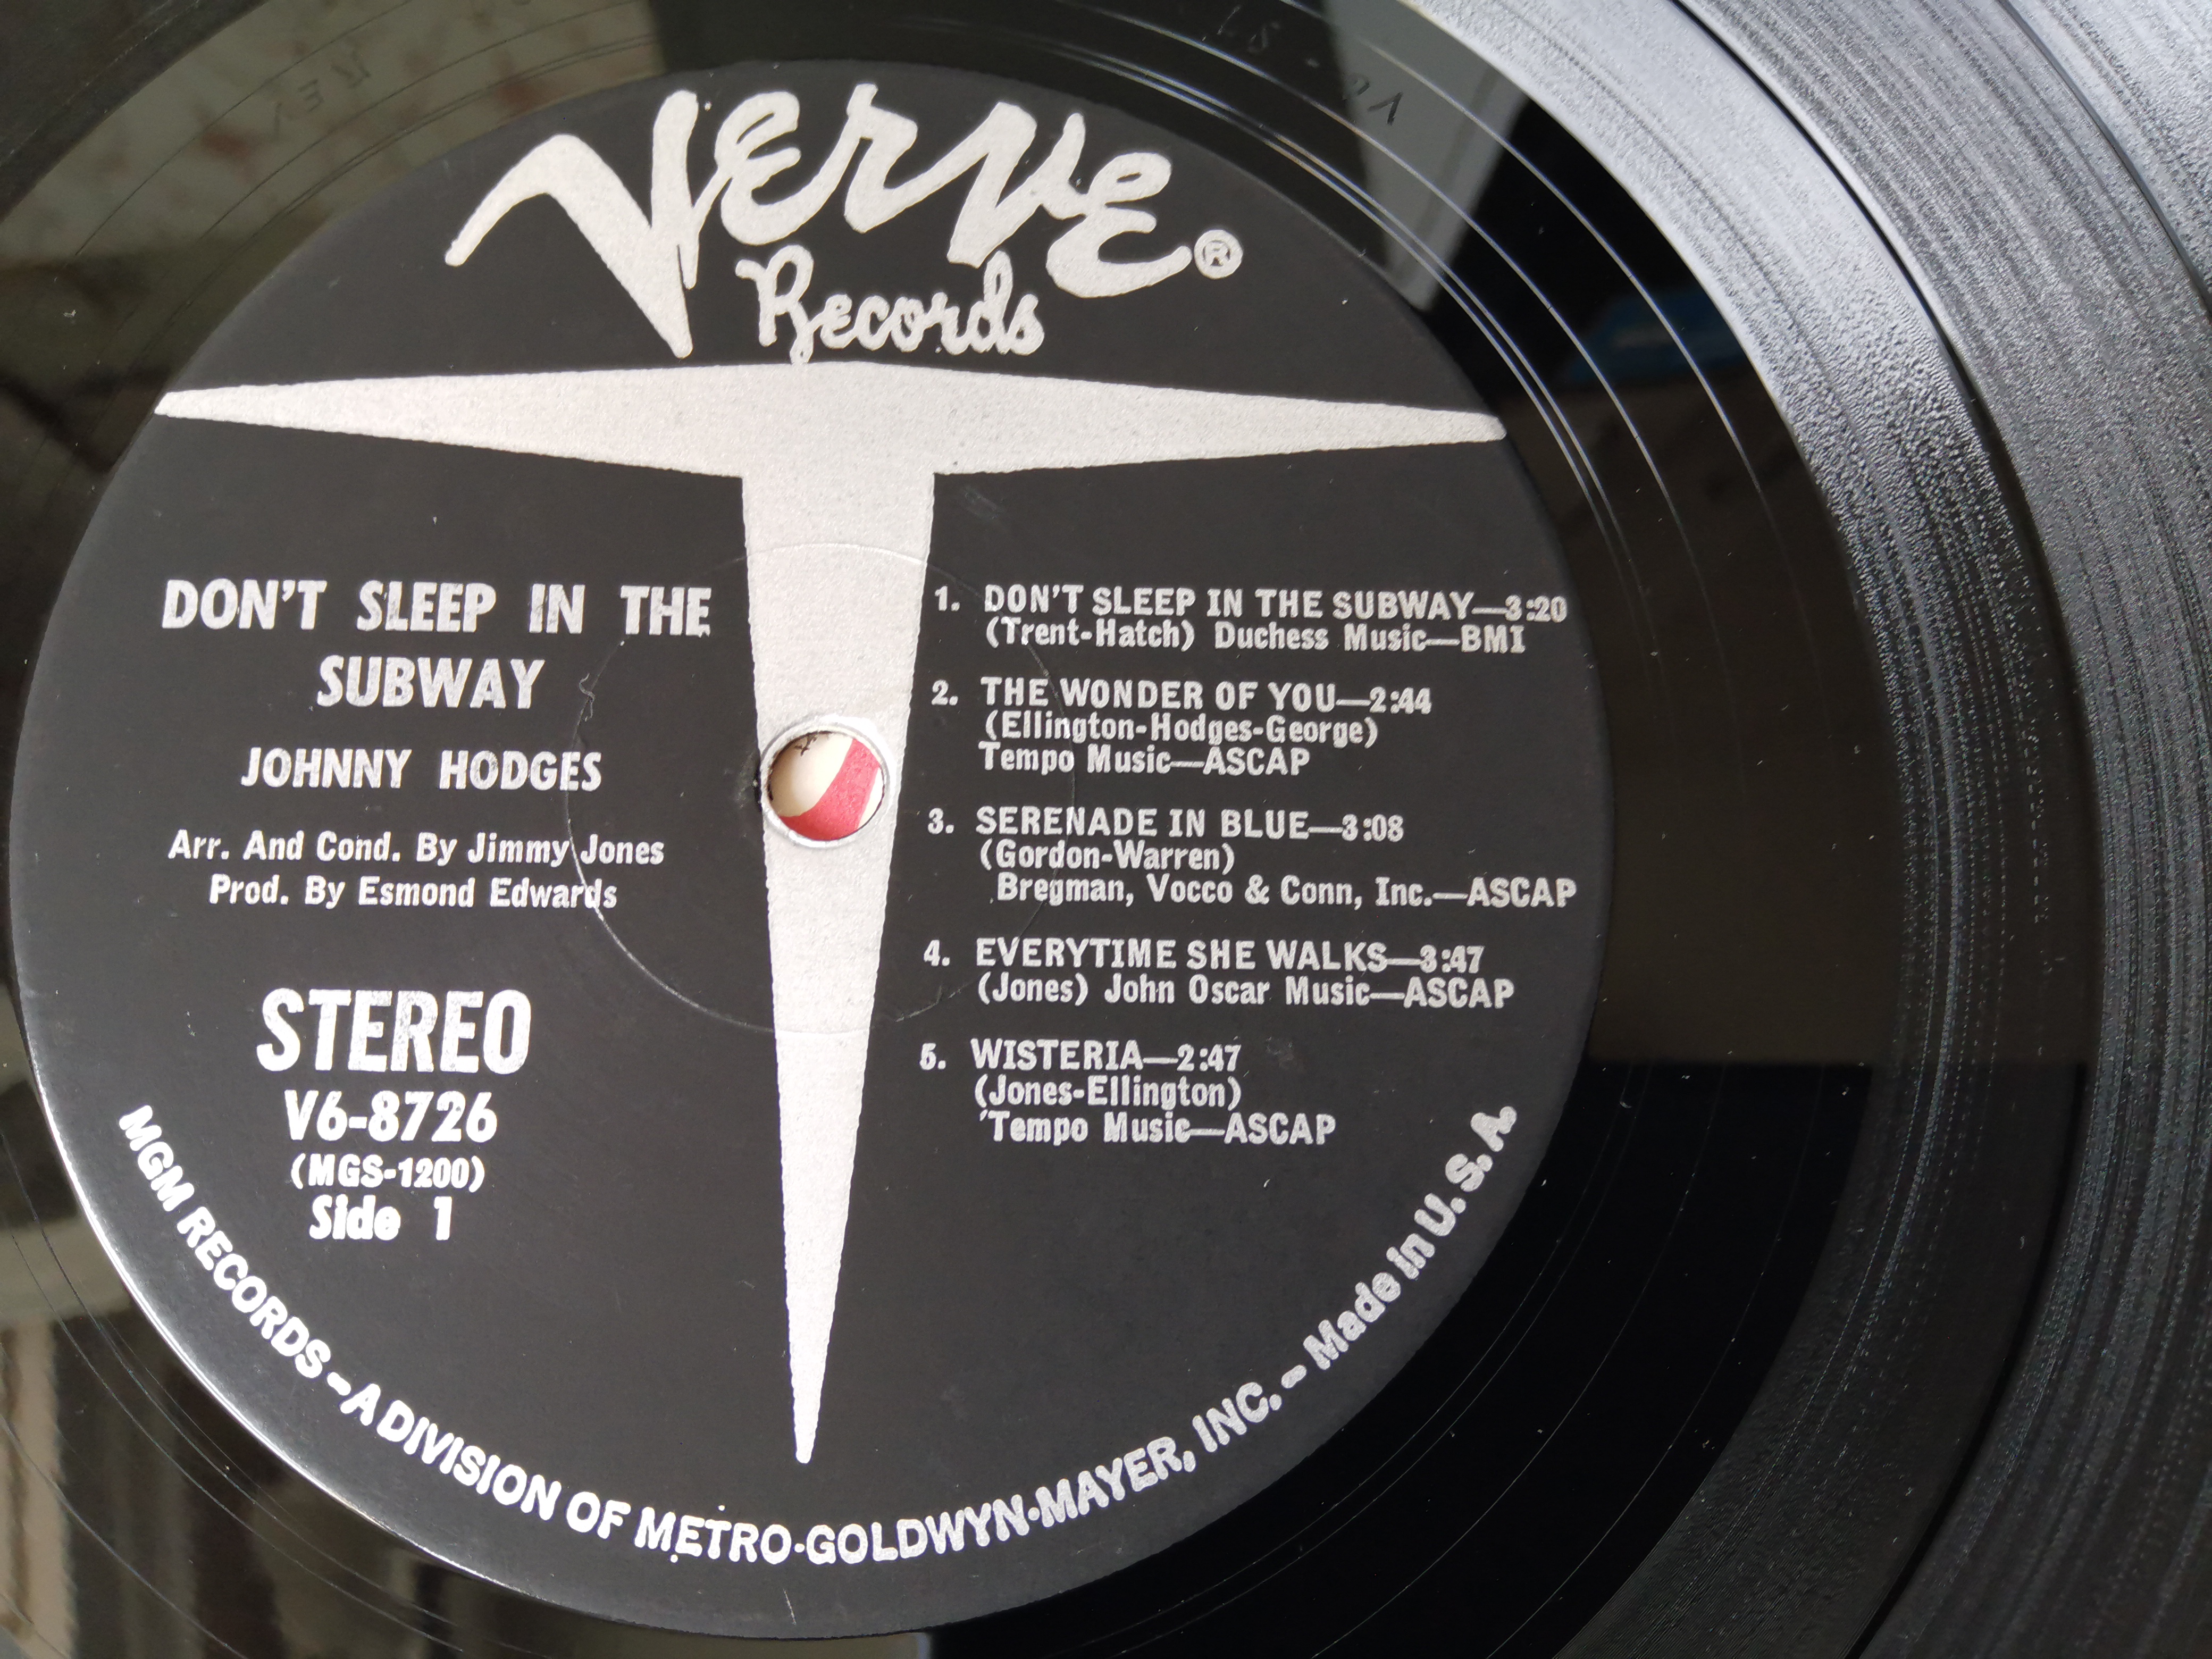 Verve®
Records
DON'T SLEEP IN THE
SUBWAY
JOHNNY HODGES
Arr. And Cond. By Jimmy Jones
Prod. By Esmond Edwards
STEREO
V6-8726
(MGS-1200)
Side 1
1. DON'T SLEEP IN THE SUBWAY—3:20
(Trent-Hatch) Duchess Music—BMI
2. THE WONDER OF YOU—2:44
(Ellington-Hodges-George)
Tempo Music—ASCAP
3. SERENADE IN BLUE—3:08
(Gordon-Warren)
Bregman, Vocco & Conn, Inc.—ASCAP
4. EVERYTIME SHE WALKS—3:47
(Jones) John Oscar Music—ASCAP
5. WISTERIA—2:47
(Jones-Ellington)
Tempo Music—ASCAP
MGM RECORDS - A DIVISION OF METRO-GOLDWYN-MAYER, INC. - Made in U.S.A.